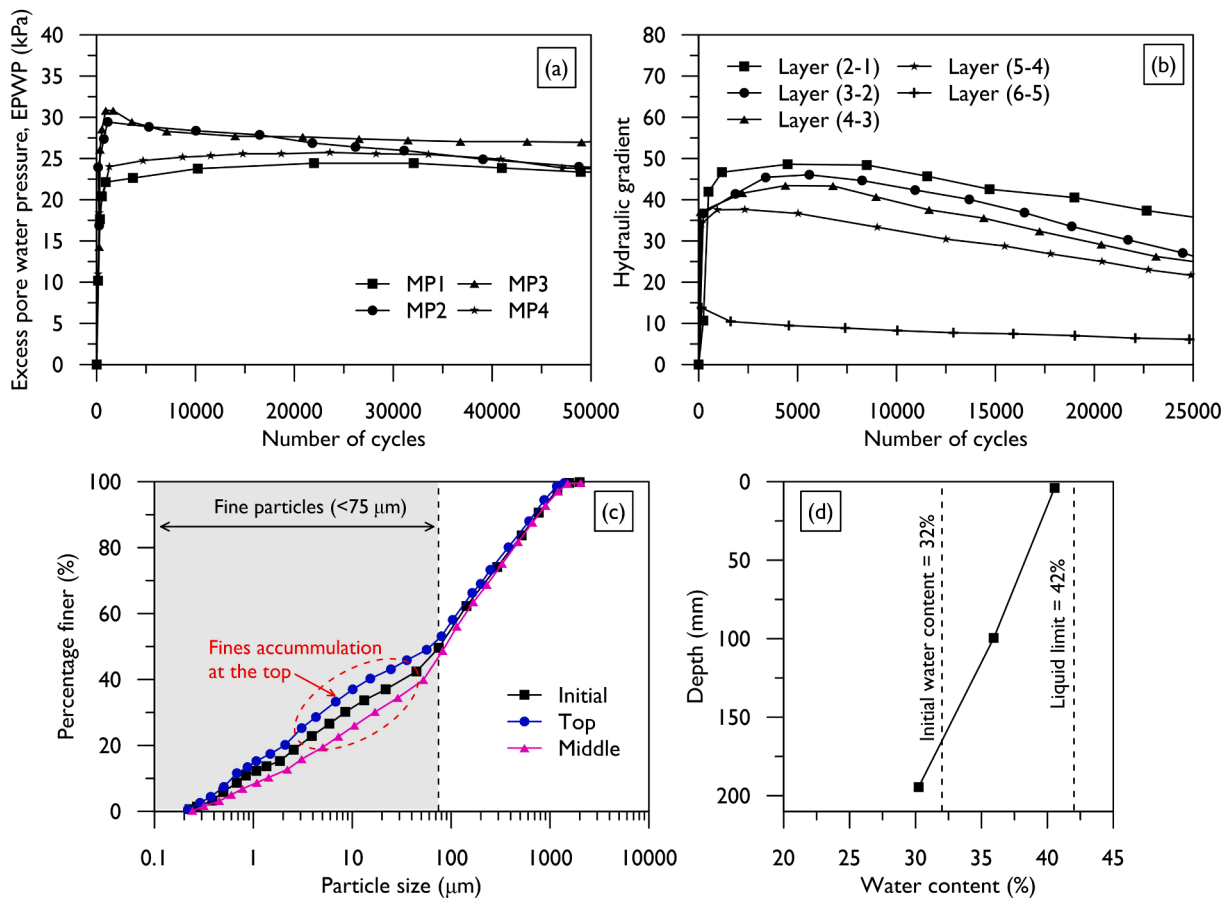 Excess pore water pressure, EPWP (kPa)
40
35
30
25
20
15
10
5
0
(a)
MP1
MP3
MP2
MP4
0
10000
20000
30000
40000
50000
Number of cycles
Hydraulic gradient
80
70
60
50
40
30
20
10
0
(b)
Layer (2-1)
Layer (5-4)
Layer (3-2)
Layer (6-5)
Layer (4-3)
0
5000
10000
15000
20000
25000
Number of cycles
Percentage finer (%)
100
80
60
40
20
0
Fine particles (<75 μm)
(c)
Fines accumulation
at the top
Initial
Top
Middle
0.1
1
10
100
1000
10000
Particle size (μm)
Depth (mm)
0
50
100
150
200
(d)
Initial water content = 32%
Liquid limit = 42%
20
25
30
35
40
45
Water content (%)